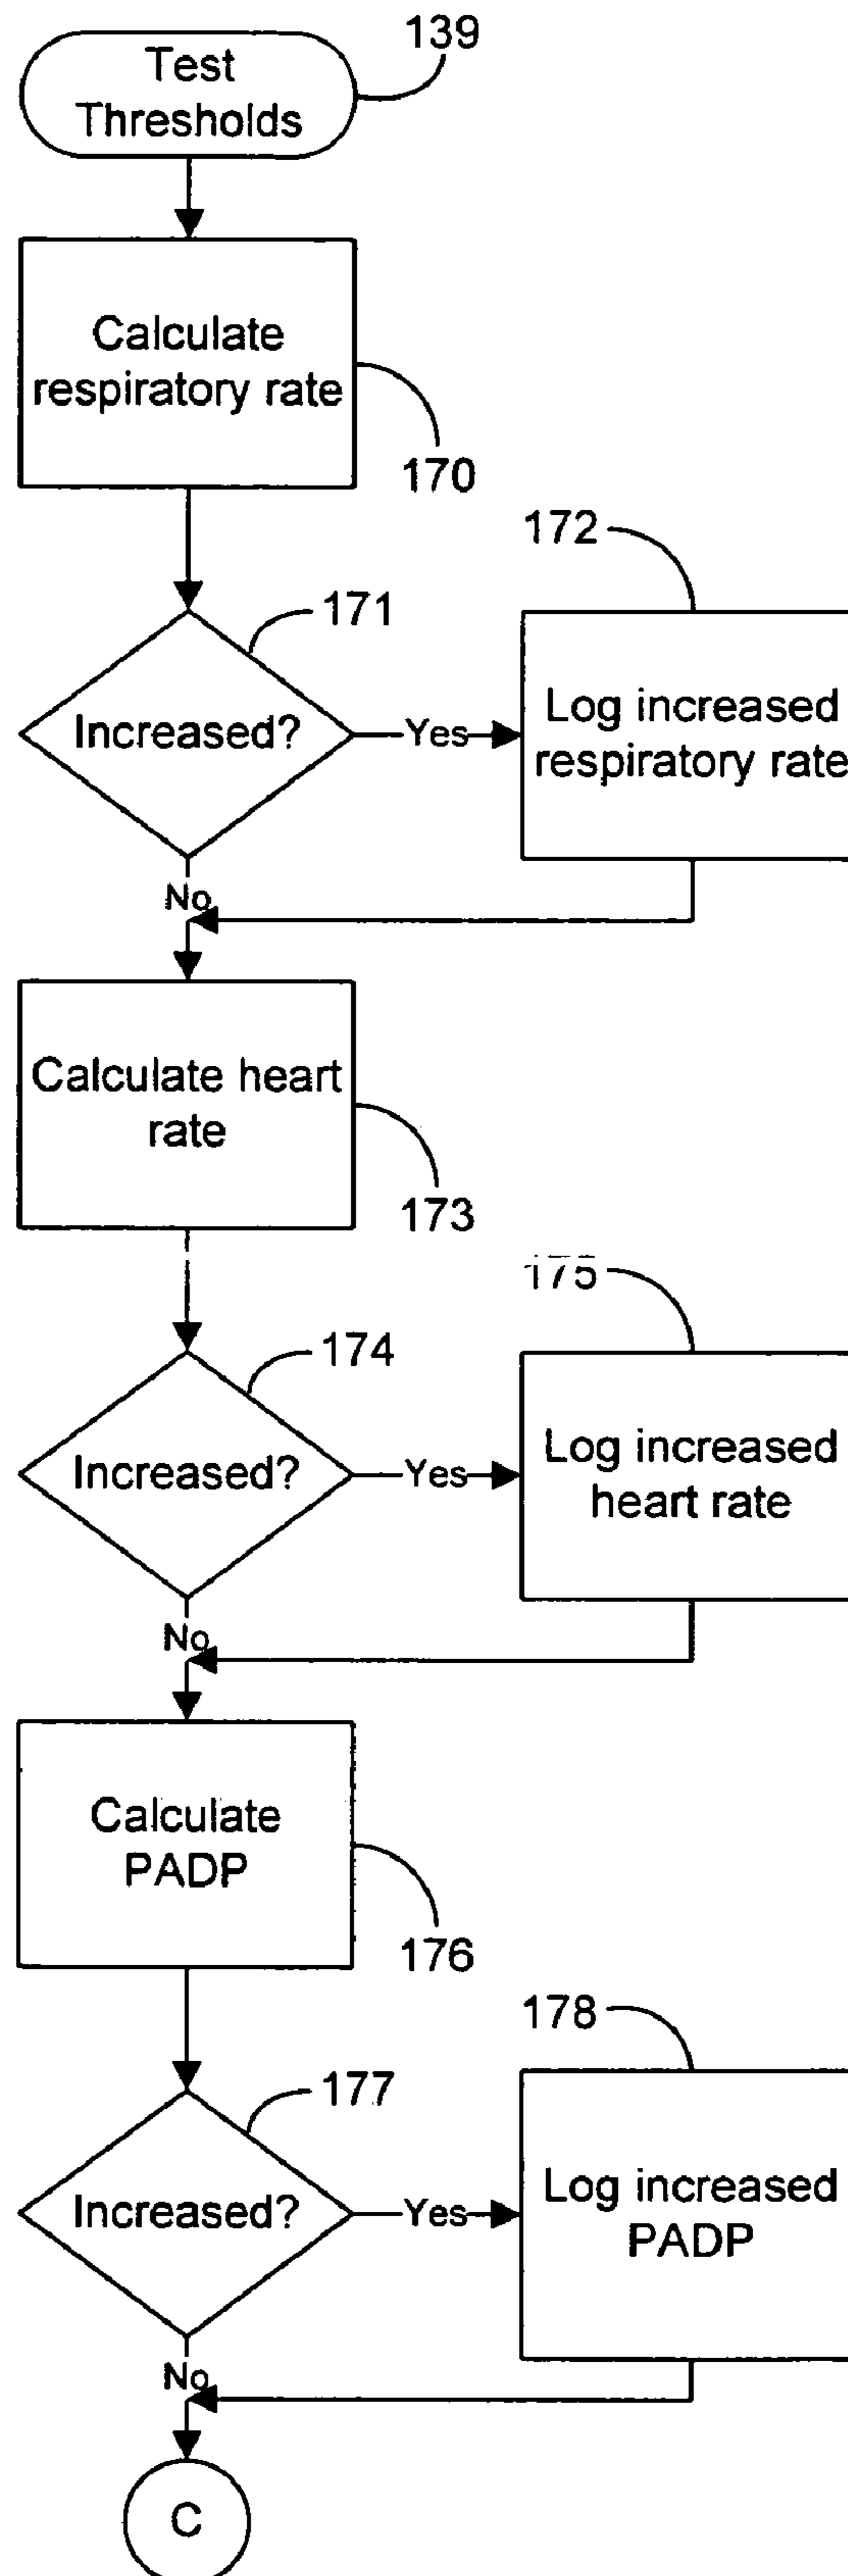 139
Test
Thresholds
Calculate
respiratory rate
170
172
171
Increased?
Yes
Log increased
respiratory rate
No
Calculate heart
rate
173
175
174
Increased?
Yes
Log increased
heart rate
No
Calculate
PADP
176
178
177
Increased?
Yes
Log increased
PADP
No
C